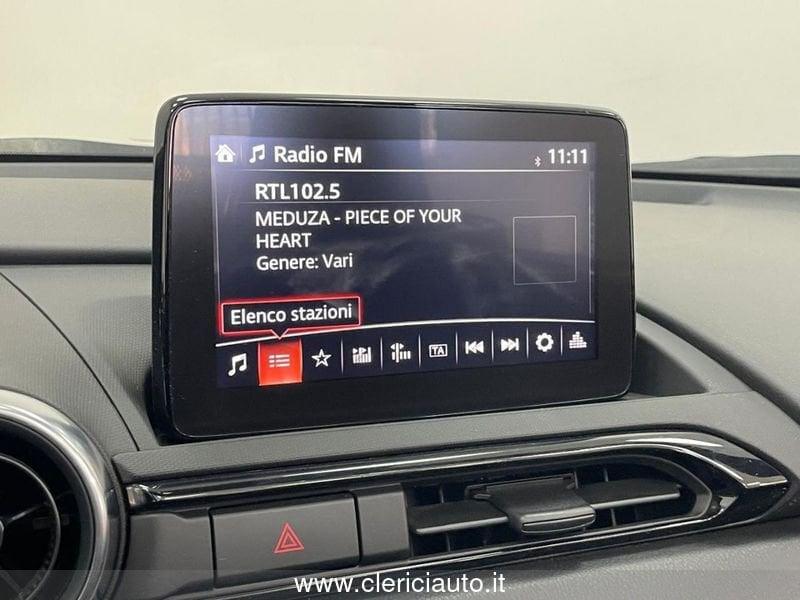 Radio FM
11:11
RTL102.5
MEDUZA - PIECE OF YOUR
HEART
Genere: Vari
Elenco stazioni
TA
www.clericiauto.it